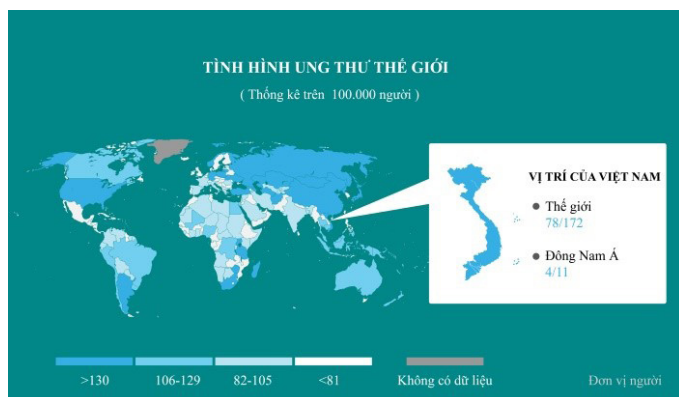 TÌNH HÌNH UNG THƯ THẾ GIỚI
( Thống kê trên 100.000 người )
VỊ TRÍ CỦA VIỆT NAM
Thế giới
78/172
Đông Nam Á
4/11
>130
106-129
82-105
<81
Không có dữ liệu
Đơn vị người